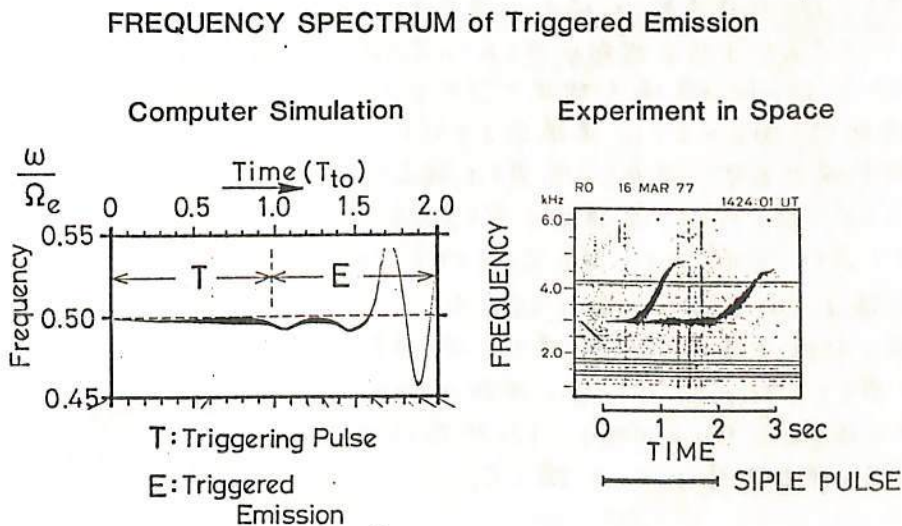 FREQUENCY SPECTRUM of Triggered Emission
Computer Simulation
ω
Ωe
Time (Tto)
0 0.5 1.0 1.5 2.0
Frequency
0.55
0.50
0.45
T E
T: Triggering Pulse
E: Triggered
Emission
Experiment in Space
RO 16 MAR 77
kHz 1424:01 UT
FREQUENCY
6.0
4.0
2.0
0 1 2 3 sec
TIME
SIPLE PULSE